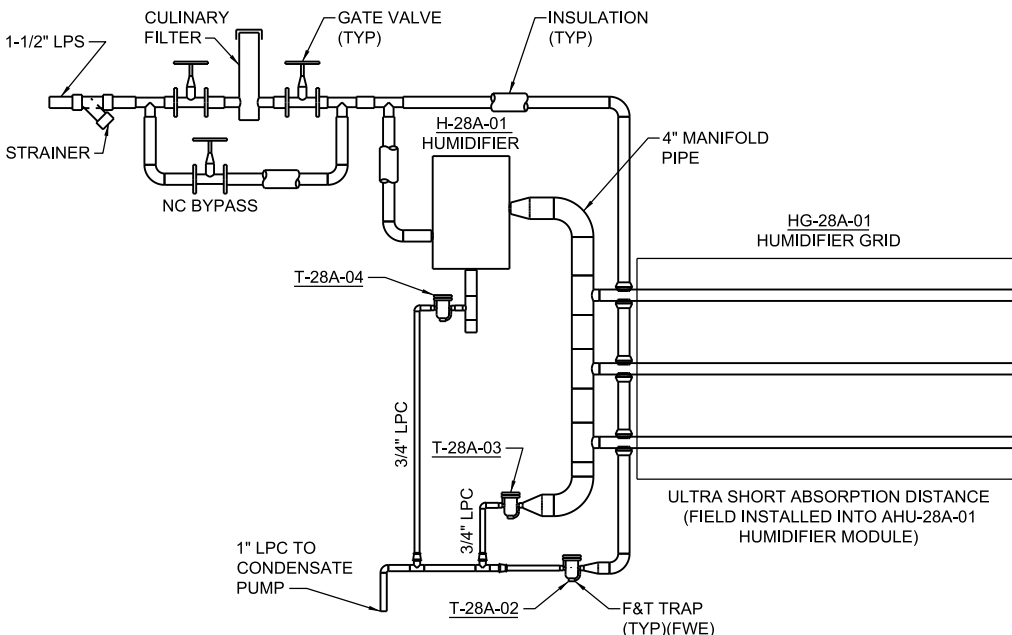 1-1/2" LPS
CULINARY
FILTER
GATE VALVE
(TYP)
INSULATION
(TYP)
STRAINER
NC BYPASS
H-28A-01
HUMIDIFIER
4" MANIFOLD
PIPE
HG-28A-01
HUMIDIFIER GRID
T-28A-04
3/4" LPC
T-28A-03
3/4" LPC
ULTRA SHORT ABSORPTION DISTANCE
(FIELD INSTALLED INTO AHU-28A-01
HUMIDIFIER MODULE)
1" LPC TO
CONDENSATE
PUMP
T-28A-02
F&T TRAP
(TYP)(FWE)